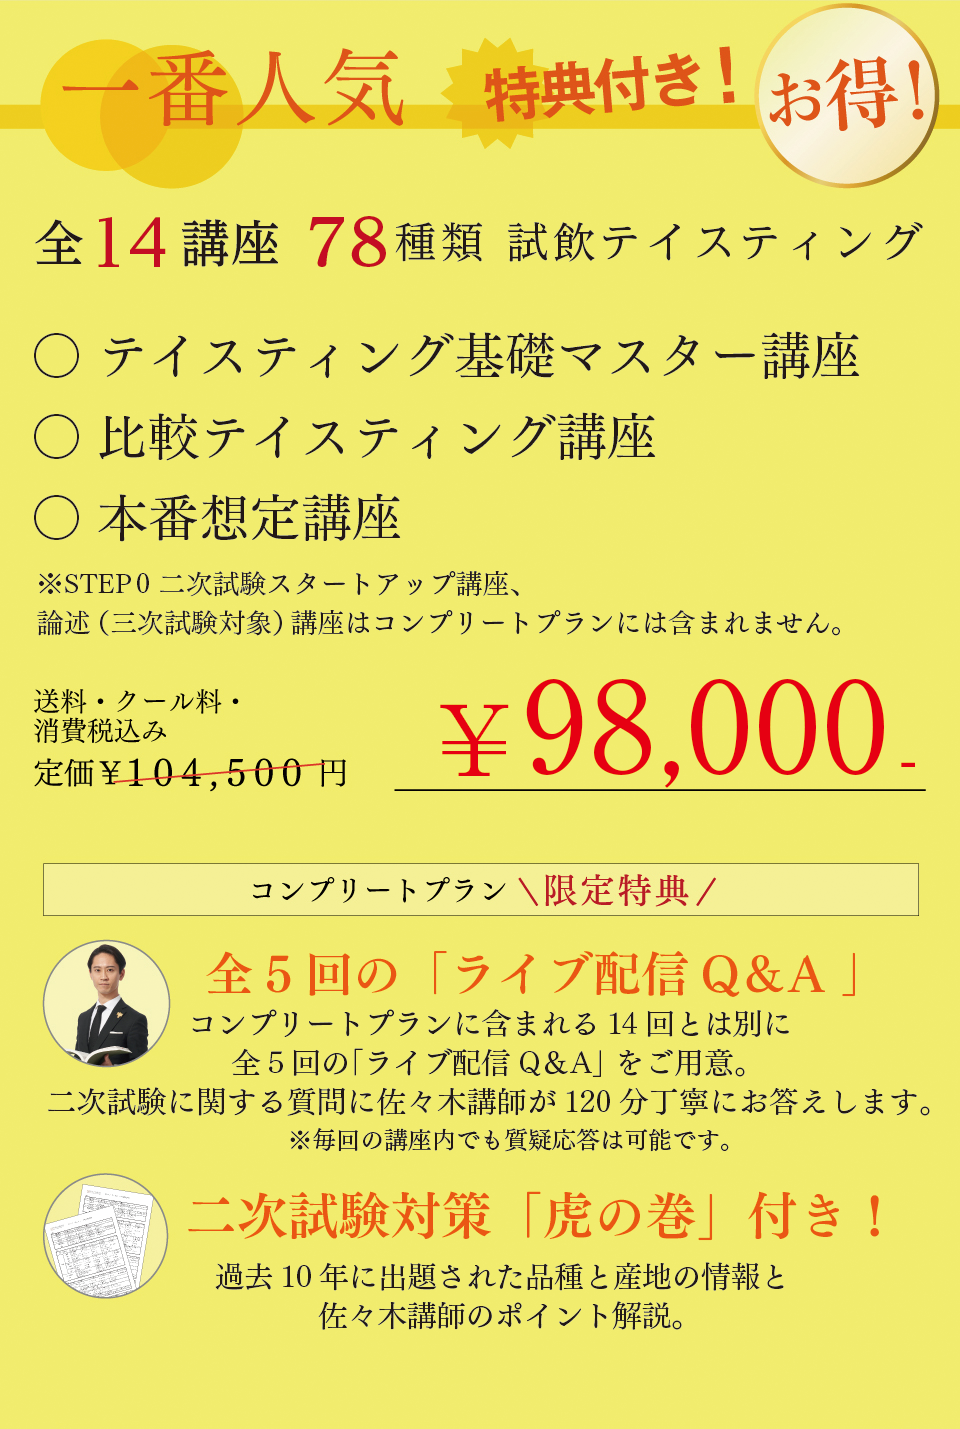 一番人気
特典付き！
お得！
全14講座 78種類 試飲テイスティング
○ テイスティング基礎マスター講座
○ 比較テイスティング講座
○ 本番想定講座
※STEP0 二次試験スタートアップ講座、
論述（三次試験対象）講座はコンプリートプランには含まれません。
送料・クール料・
消費税込み
定価¥104,500 円
¥98,000-
コンプリートプラン ＼限定特典／
全5回の「ライブ配信Q&A」
コンプリートプランに含まれる14回とは別に
全5回の「ライブ配信Q&A」をご用意。
二次試験に関する質問に佐々木講師が120分丁寧にお答えします。
※毎回の講座内でも質疑応答は可能です。
二次試験対策「虎の巻」付き！
過去10年に出題された品種と産地の情報と
佐々木講師のポイント解説。